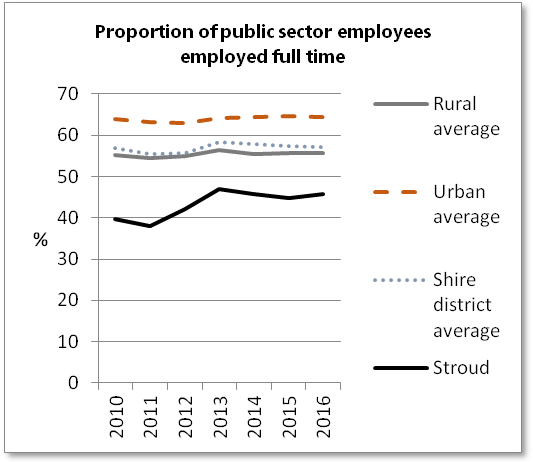 Proportion of public sector employees
employed full time
70
60
50
40
30
20
10
0
%
2010
2011
2012
2013
2014
2015
2016
Rural
average
Urban
average
Shire
district
average
Stroud